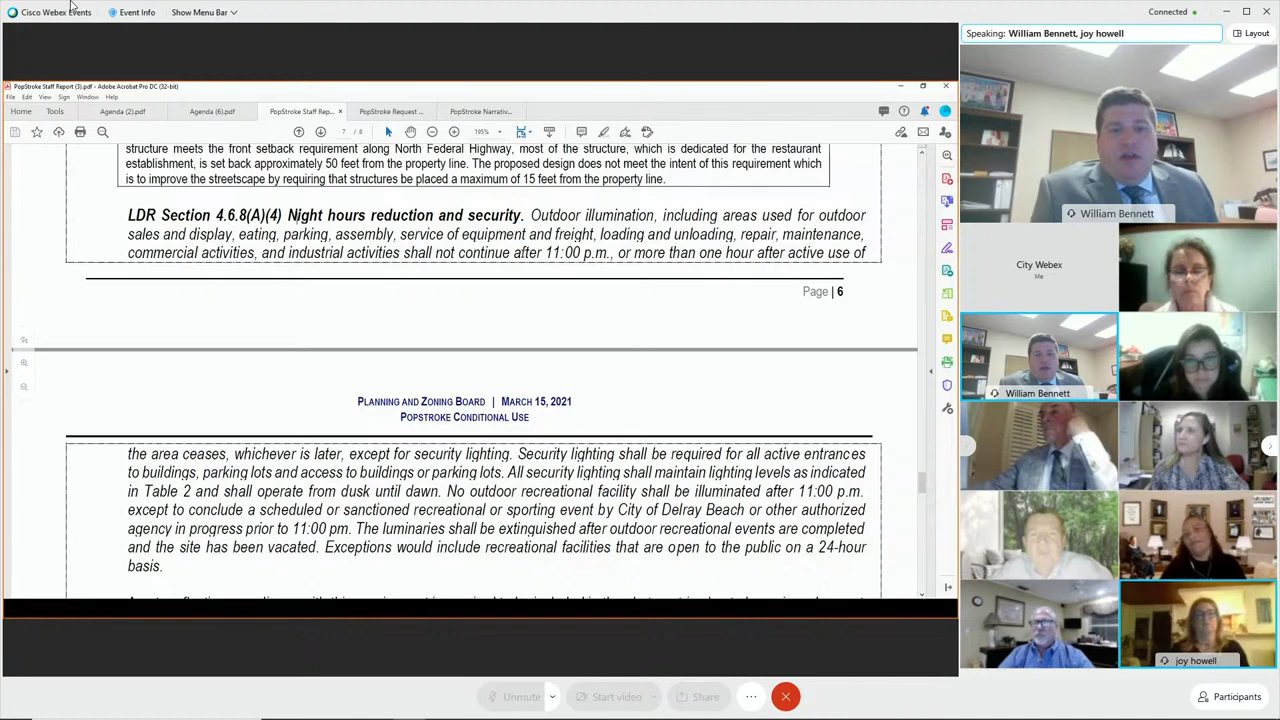 Cisco Webex Events
Event Info
Show Menu Bar
Connected
Speaking: William Bennett, joy howell
Layout
PopStroke Staff Report (3).pdf - Adobe Acrobat Pro DC (32-bit)
File Edit View Sign Window Help
Home Tools Agenda (2).pdf Agenda (6).pdf PopStroke Staff Rep... × PopStroke Request ... PopStroke Narrativ...
7 / 8 195%
structure meets the front setback requirement along North Federal Highway, most of the structure, which is dedicated for the restaurant
establishment, is set back approximately 50 feet from the property line. The proposed design does not meet the intent of this requirement which
is to improve the streetscape by requiring that structures be placed a maximum of 15 feet from the property line.
LDR Section 4.6.8(A)(4) Night hours reduction and security. Outdoor illumination, including areas used for outdoor
sales and display, eating, parking, assembly, service of equipment and freight, loading and unloading, repair, maintenance,
commercial activities, and industrial activities shall not continue after 11:00 p.m., or more than one hour after active use of
Page | 6
PLANNING AND ZONING BOARD | MARCH 15, 2021
POPSTROKE CONDITIONAL USE
the area ceases, whichever is later, except for security lighting. Security lighting shall be required for all active entrances
to buildings, parking lots and access to buildings or parking lots. All security lighting shall maintain lighting levels as indicated
in Table 2 and shall operate from dusk until dawn. No outdoor recreational facility shall be illuminated after 11:00 p.m.
except to conclude a scheduled or sanctioned recreational or sporting event by City of Delray Beach or other authorized
agency in progress prior to 11:00 pm. The luminaries shall be extinguished after outdoor recreational events are completed
and the site has been vacated. Exceptions would include recreational facilities that are open to the public on a 24-hour
basis.
William Bennett
City Webex
Me
William Bennett
joy howell
Unmute
Start video
Share
Participants